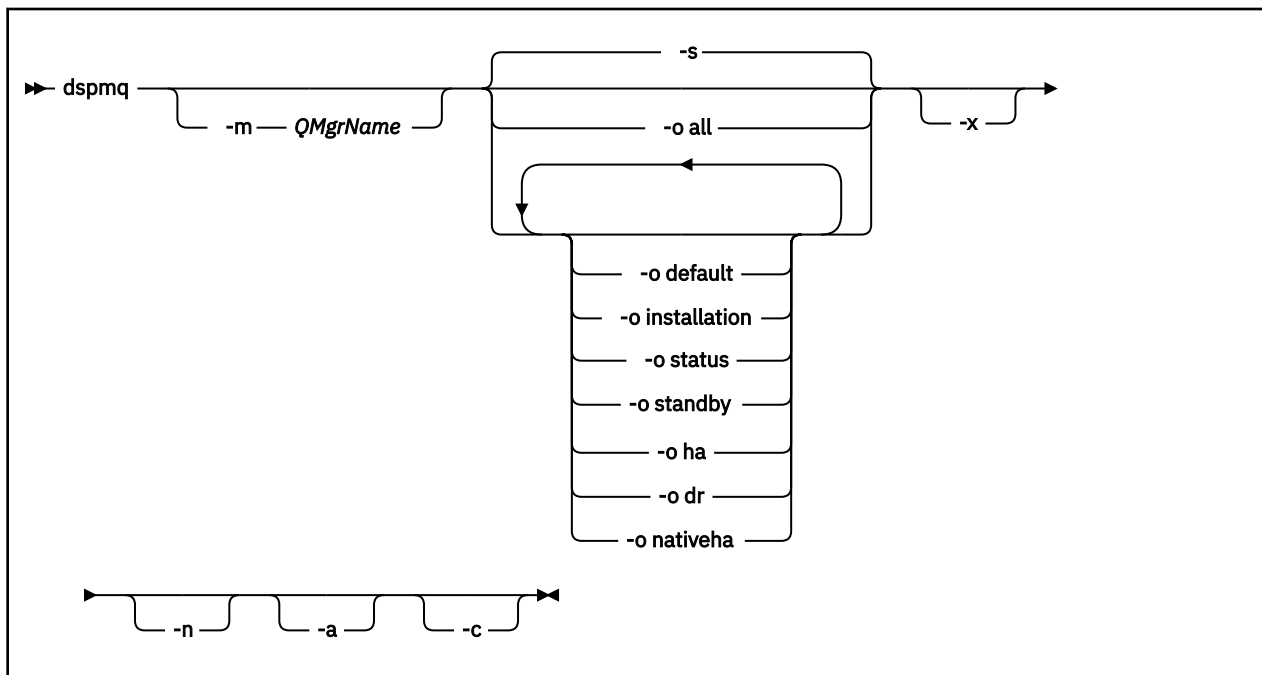 -s
dspmq
-m QMgrName
-o all
-x
-o default
-o installation
-o status
-o standby
-o ha
-o dr
-o nativeha
-n
-a
-c